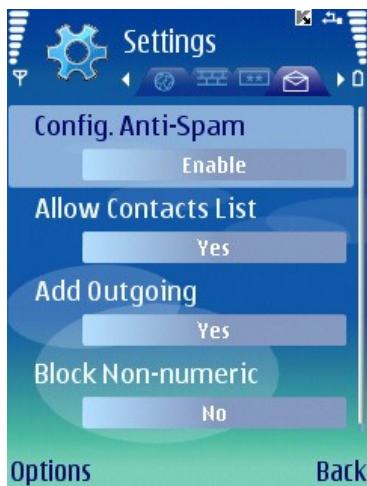 Settings
Config. Anti-Spam
Enable
Allow Contacts List
Yes
Add Outgoing
Yes
Block Non-numeric
No
Options
Back